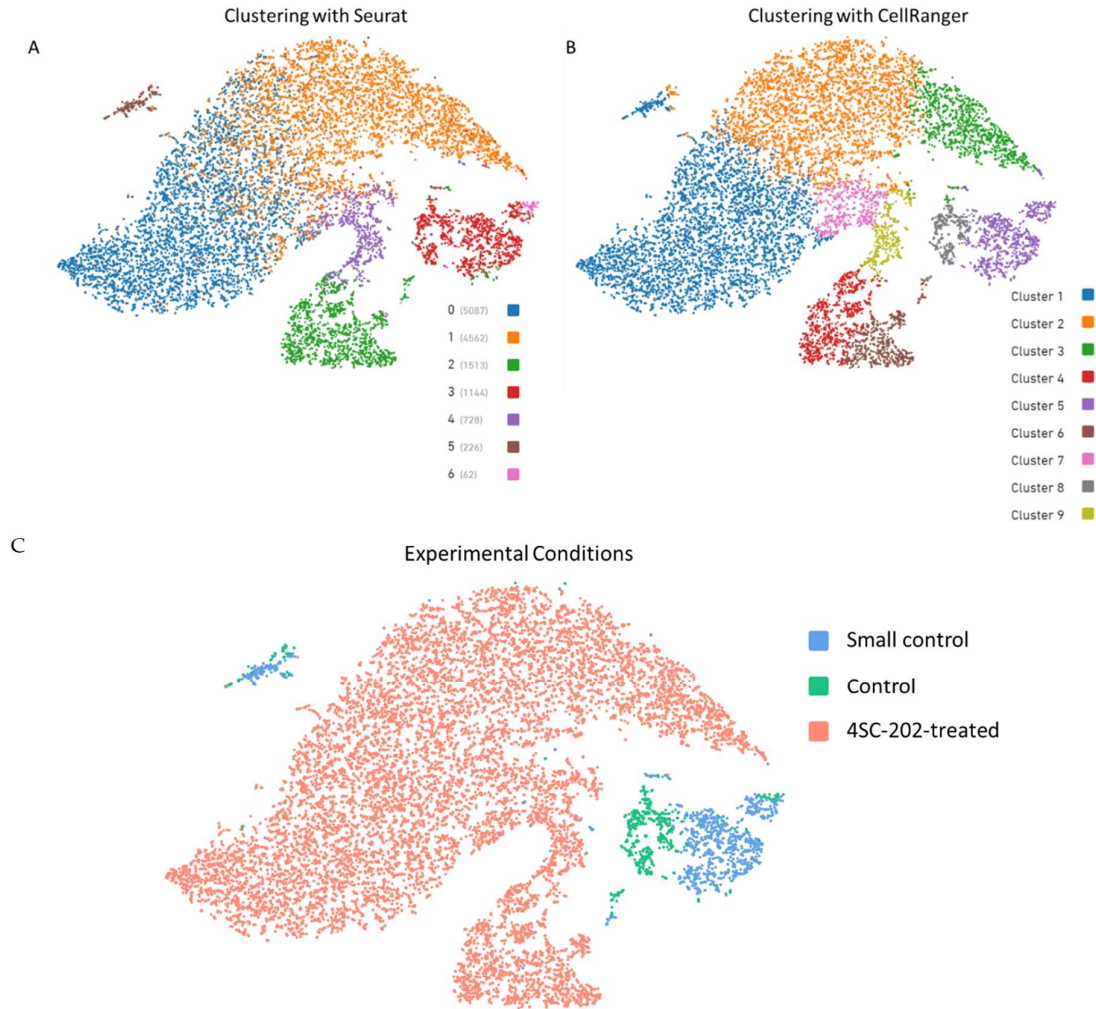 Clustering with Seurat
Clustering with CellRanger
A
B
0 (5087)
1 (4562)
2 (1513)
3 (1144)
4 (728)
5 (226)
6 (62)
Cluster 1
Cluster 2
Cluster 3
Cluster 4
Cluster 5
Cluster 6
Cluster 7
Cluster 8
Cluster 9
C
Experimental Conditions
Small control
Control
4SC-202-treated